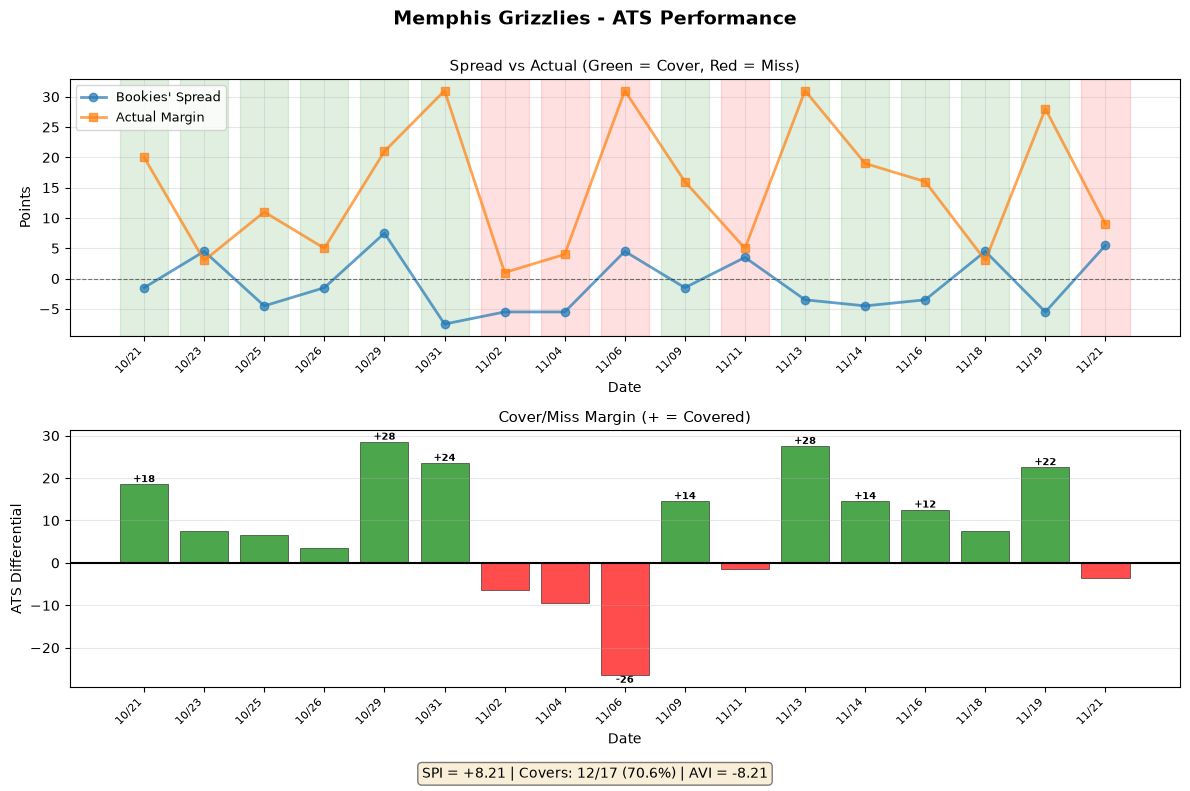 Memphis Grizzlies - ATS Performance
Spread vs Actual (Green = Cover, Red = Miss)
Bookies' Spread
Actual Margin
Points
30
25
20
15
10
5
0
−5
10/21 10/23 10/25 10/26 10/29 10/31 11/02 11/04 11/06 11/09 11/11 11/13 11/14 11/16 11/18 11/19 11/21
Date
Cover/Miss Margin (+ = Covered)
ATS Differential
30
20
10
0
−10
−20
+18 +28 +24 -26 +14 +28 +14 +12 +22
10/21 10/23 10/25 10/26 10/29 10/31 11/02 11/04 11/06 11/09 11/11 11/13 11/14 11/16 11/18 11/19 11/21
Date
SPI = +8.21 | Covers: 12/17 (70.6%) | AVI = -8.21